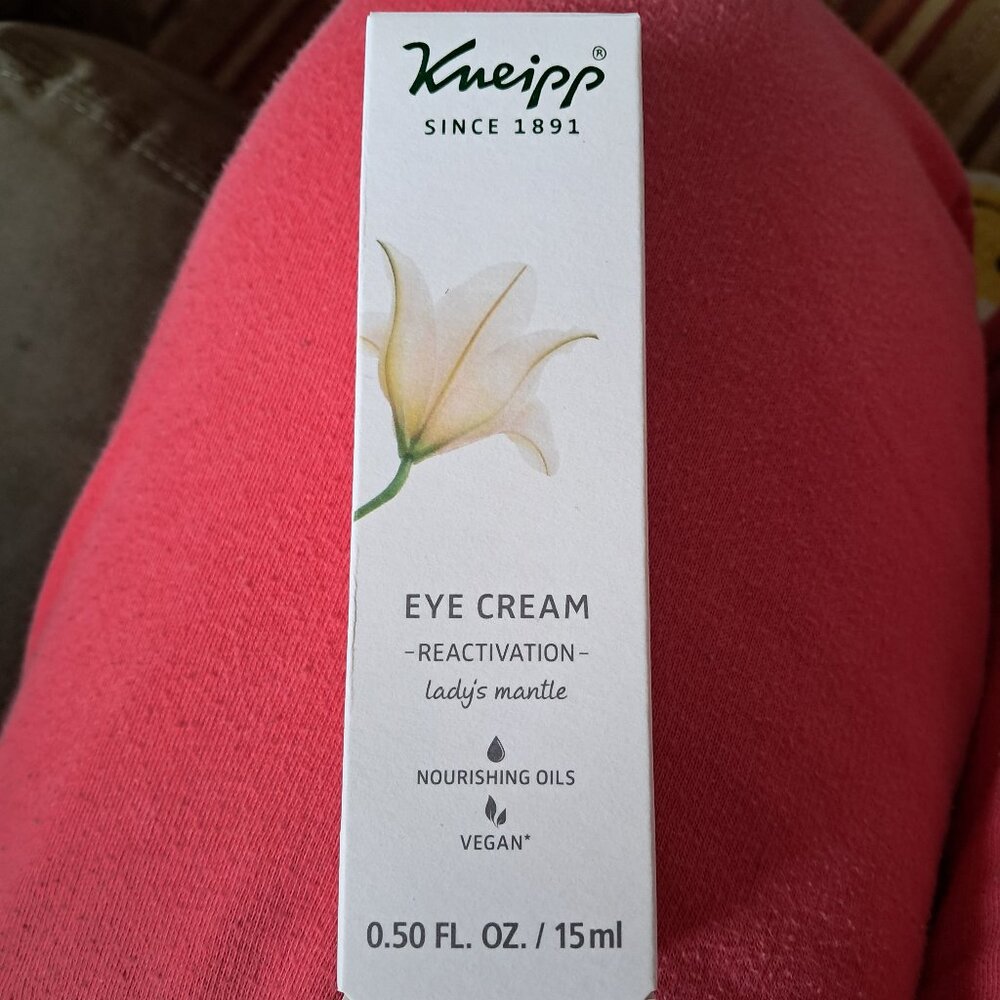 Kneipp®
SINCE 1891
EYE CREAM
-REACTIVATION-
lady's mantle
NOURISHING OILS
VEGAN*
0.50 FL. OZ. / 15ml